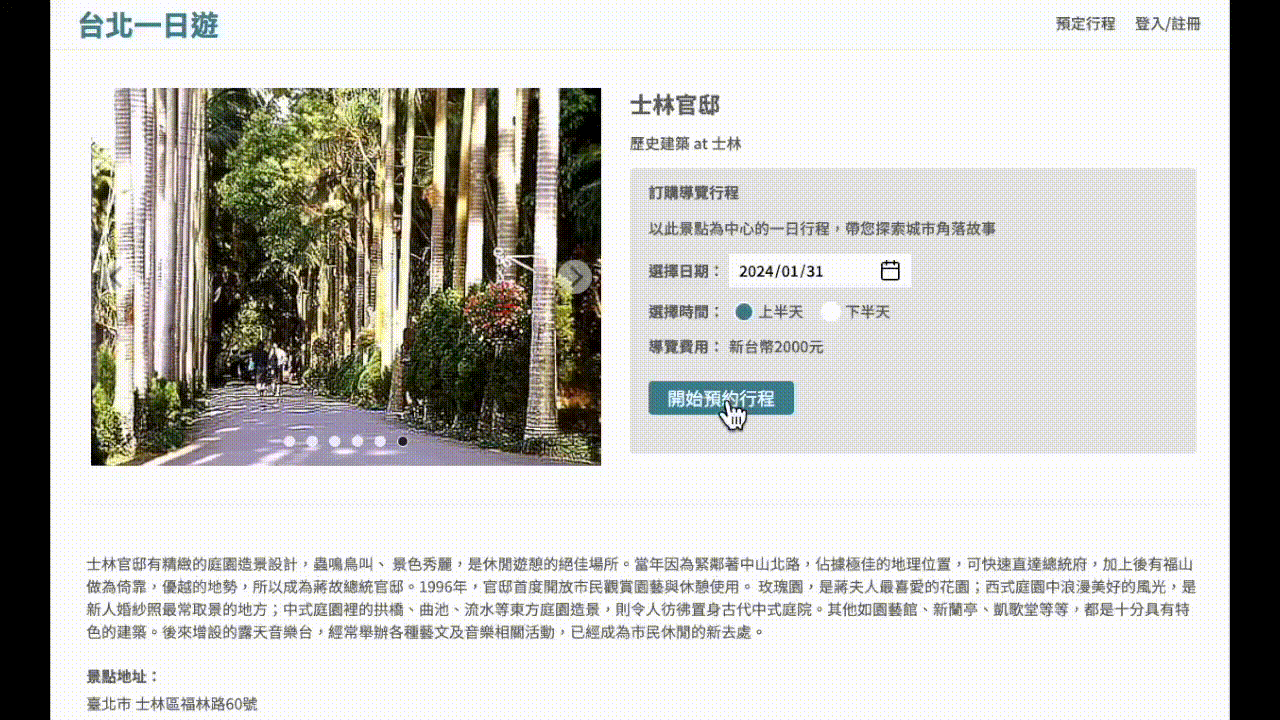 台北一日遊
預定行程 登入/註冊
士林官邸
歷史建築 at 士林
訂購導覽行程
以此景點為中心的一日行程，帶您探索城市角落故事
選擇日期： 2024/01/31
選擇時間： 上半天 下半天
導覽費用： 新台幣2000元
開始預約行程
士林官邸有精緻的庭園造景設計，蟲鳴鳥叫、 景色秀麗，是休閒遊憩的絕佳場所。當年因為緊鄰著中山北路，佔據極佳的地理位置，可快速直達總統府，加上後有福山
做為倚靠，優越的地勢，所以成為蔣故總統官邸。1996年，官邸首度開放市民觀賞園藝與休憩使用。 玫瑰園，是蔣夫人最喜愛的花園；西式庭園中浪漫美好的風光，是
新人婚紗照最常取景的地方；中式庭園裡的拱橋、曲池、流水等東方庭園造景，則令人彷彿置身古代中式庭院。其他如園藝館、新蘭亭、凱歌堂等等，都是十分具有特
色的建築。後來增設的露天音樂台，經常舉辦各種藝文及音樂相關活動，已經成為市民休閒的新去處。
景點地址：
臺北市 士林區福林路60號